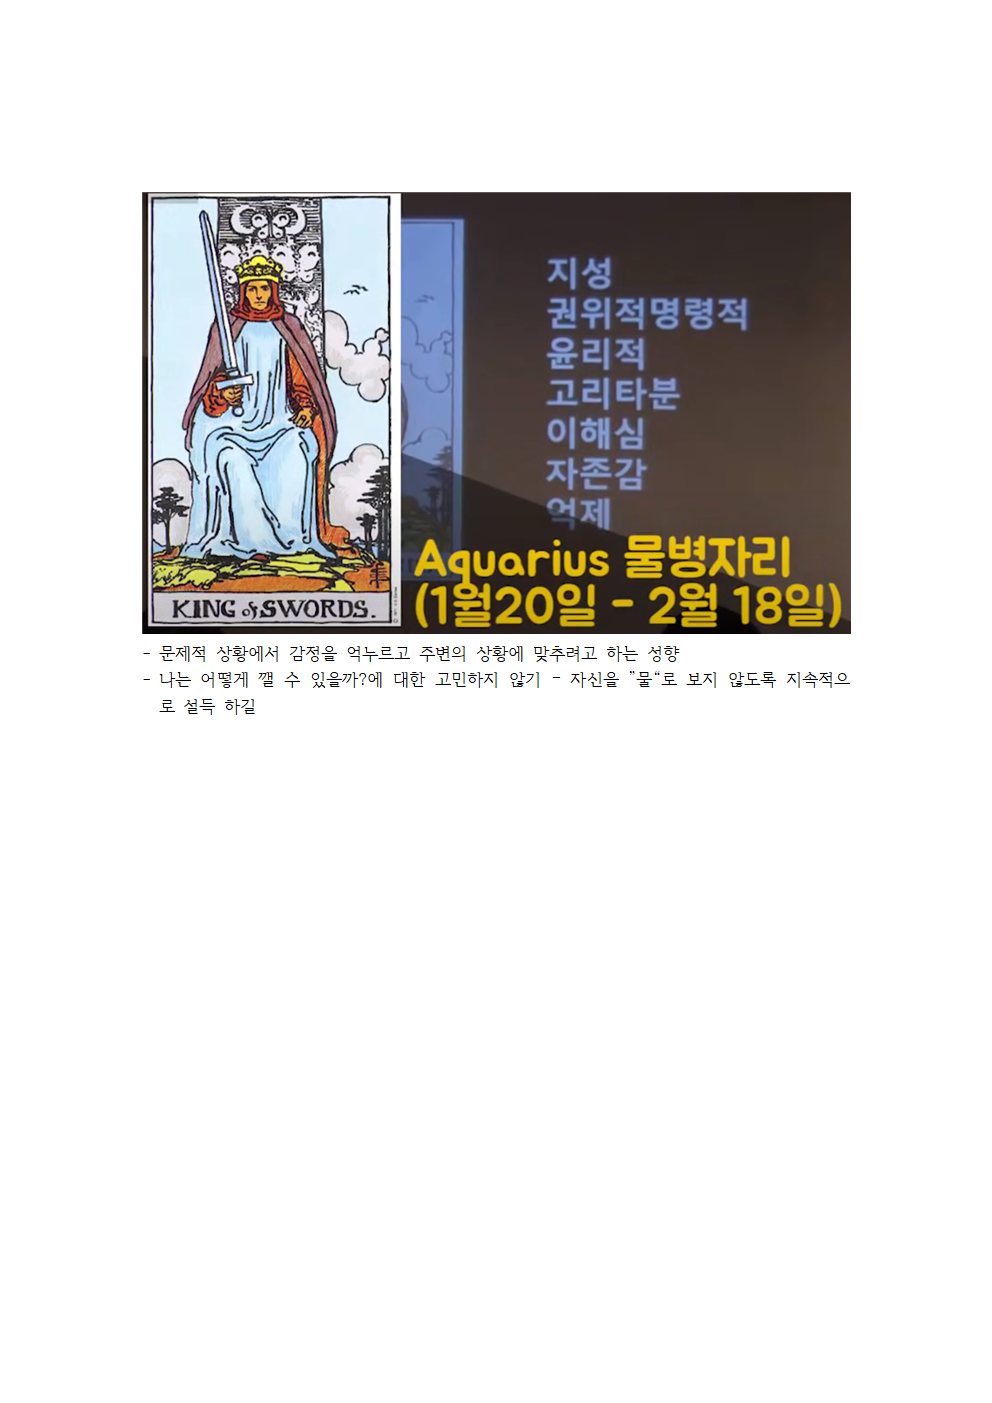 KING of SWORDS.
지성
권위적명령적
윤리적
고리타분
이해심
자존감
억제
Aquarius 물병자리
(1월20일 - 2월 18일)
- 문제적 상황에서 감정을 억누르고 주변의 상황에 맞추려고 하는 성향
- 나는 어떻게 깰 수 있을까?에 대한 고민하지 않기 - 자신을 ”물“로 보지 않도록 지속적으
로 설득 하길